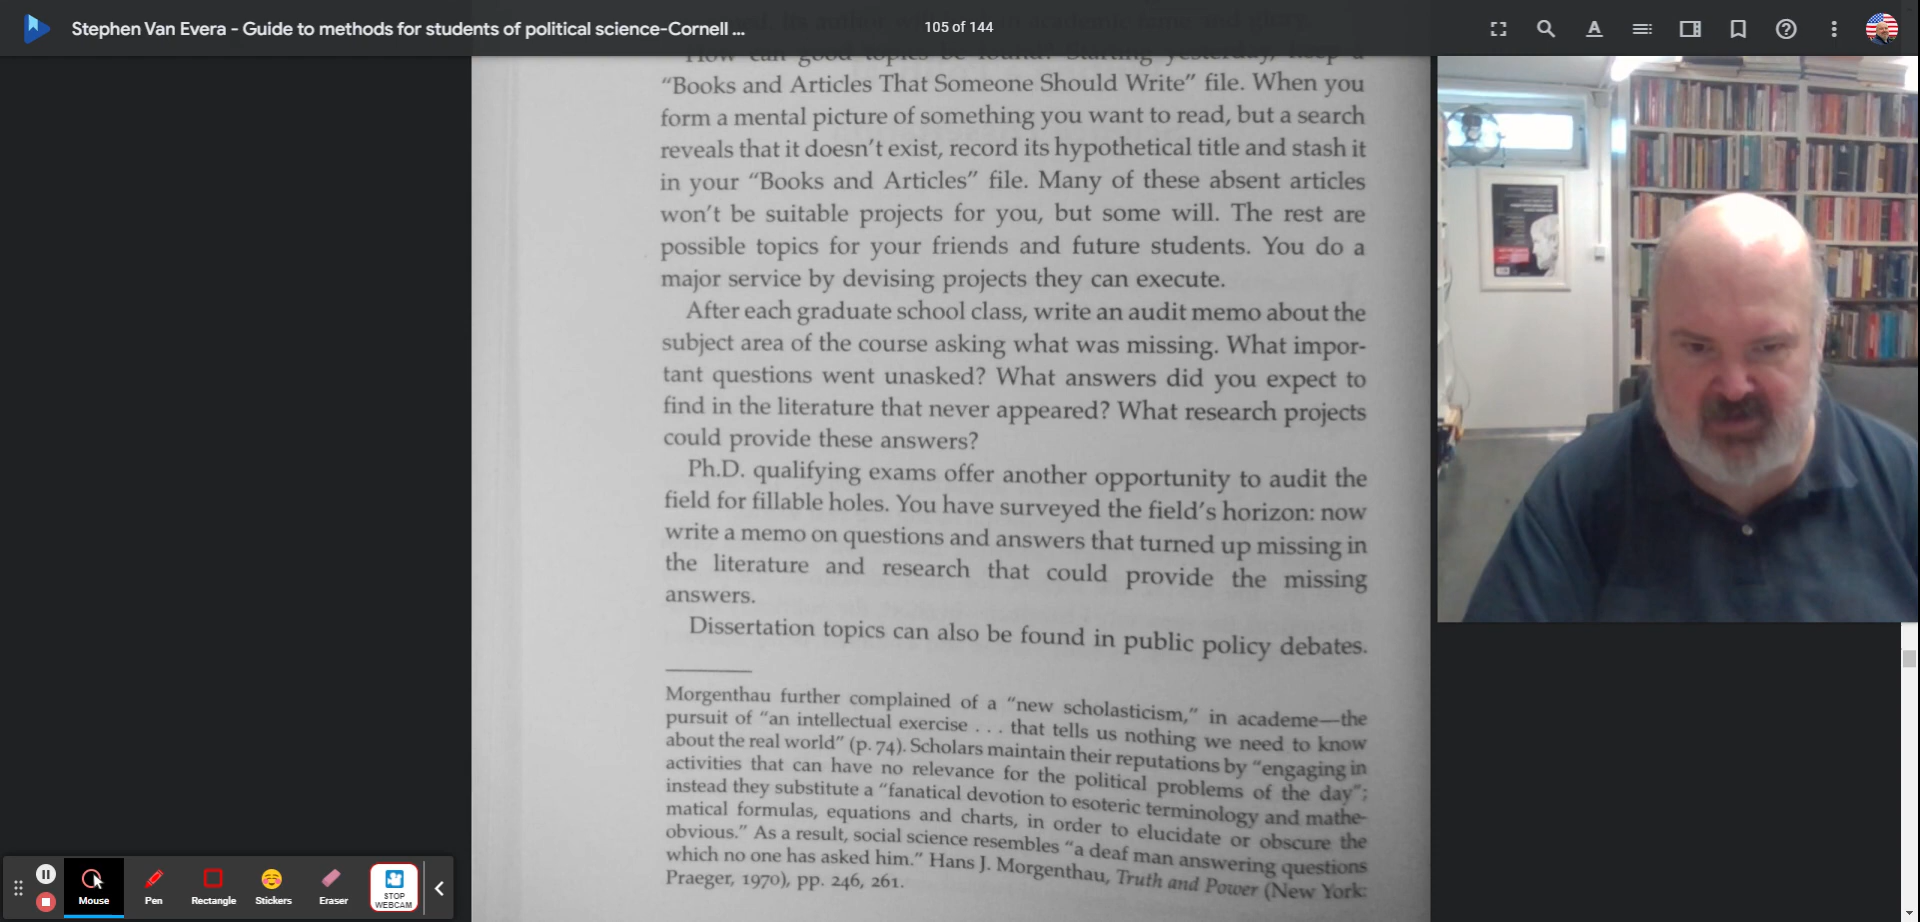 Stephen Van Evera - Guide to methods for students of political science-Cornell ...
105 of 144
How can good topics be found? Starting yesterday, keep a
“Books and Articles That Someone Should Write” file. When you
form a mental picture of something you want to read, but a search
reveals that it doesn’t exist, record its hypothetical title and stash it
in your “Books and Articles” file. Many of these absent articles
won’t be suitable projects for you, but some will. The rest are
possible topics for your friends and future students. You do a
major service by devising projects they can execute.
After each graduate school class, write an audit memo about the
subject area of the course asking what was missing. What impor-
tant questions went unasked? What answers did you expect to
find in the literature that never appeared? What research projects
could provide these answers?
Ph.D. qualifying exams offer another opportunity to audit the
field for fillable holes. You have surveyed the field’s horizon: now
write a memo on questions and answers that turned up missing in
the literature and research that could provide the missing
answers.
Dissertation topics can also be found in public policy debates.
Morgenthau further complained of a “new scholasticism,” in academe—the
pursuit of “an intellectual exercise . . . that tells us nothing we need to know
about the real world” (p. 74). Scholars maintain their reputations by “engaging in
activities that can have no relevance for the political problems of the day”;
instead they substitute a “fanatical devotion to esoteric terminology and mathe-
matical formulas, equations and charts, in order to elucidate or obscure the
obvious.” As a result, social science resembles “a deaf man answering questions
which no one has asked him.” Hans J. Morgenthau, Truth and Power (New York:
Praeger, 1970), pp. 246, 261.
Mouse
Pen
Rectangle
Stickers
Eraser
STOP
WEBCAM